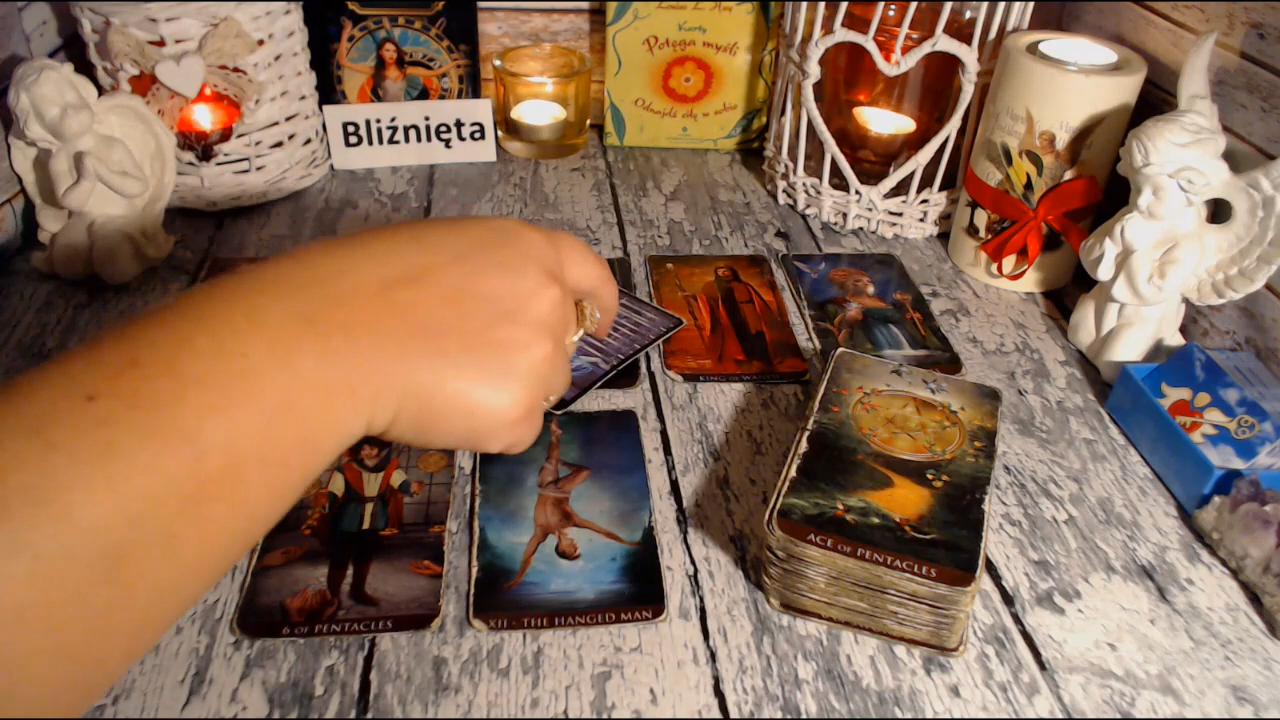 Bliźnięta
Louise L. Hay
Karty
Potęga myśli
Odnajdź siłę w sobie
KING OF WANDS
6 OF PENTACLES
XII · THE HANGED MAN
ACE OF PENTACLES